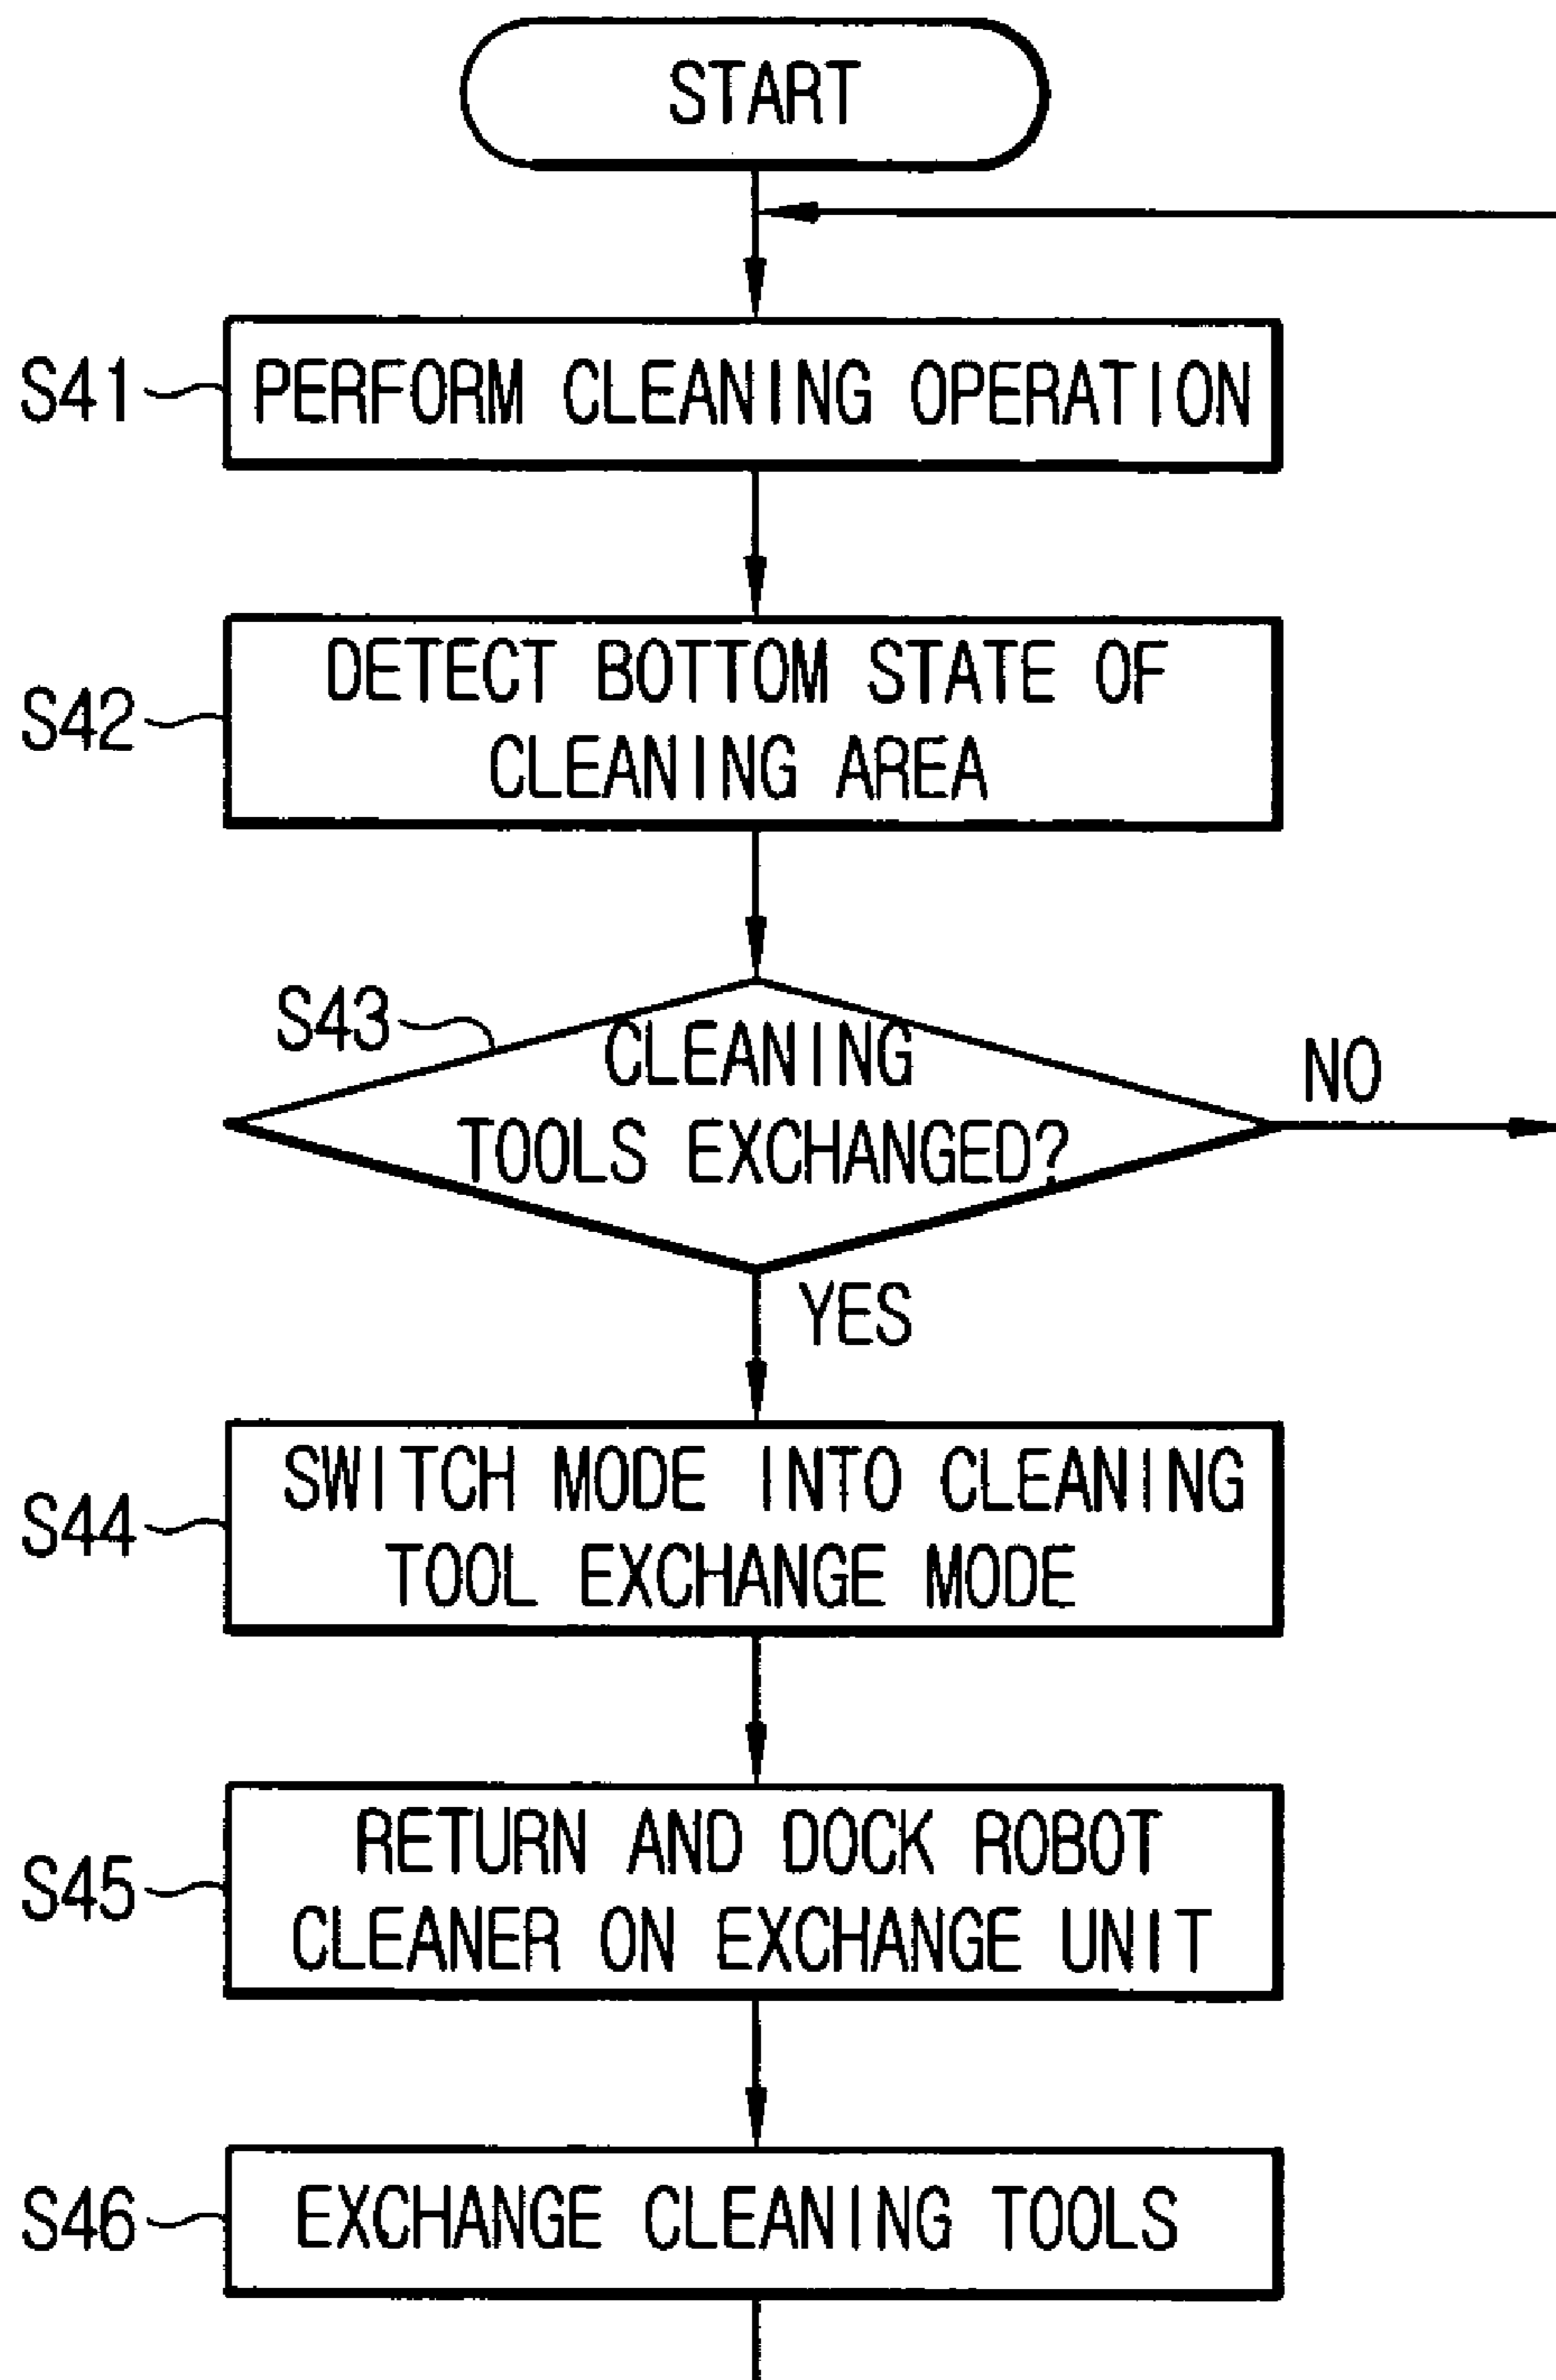 START
S41
PERFORM CLEANING OPERATION
S42
DETECT BOTTOM STATE OF
CLEANING AREA
S43
CLEANING
TOOLS EXCHANGED?
NO
YES
S44
SWITCH MODE INTO CLEANING
TOOL EXCHANGE MODE
S45
RETURN AND DOCK ROBOT
CLEANER ON EXCHANGE UNIT
S46
EXCHANGE CLEANING TOOLS